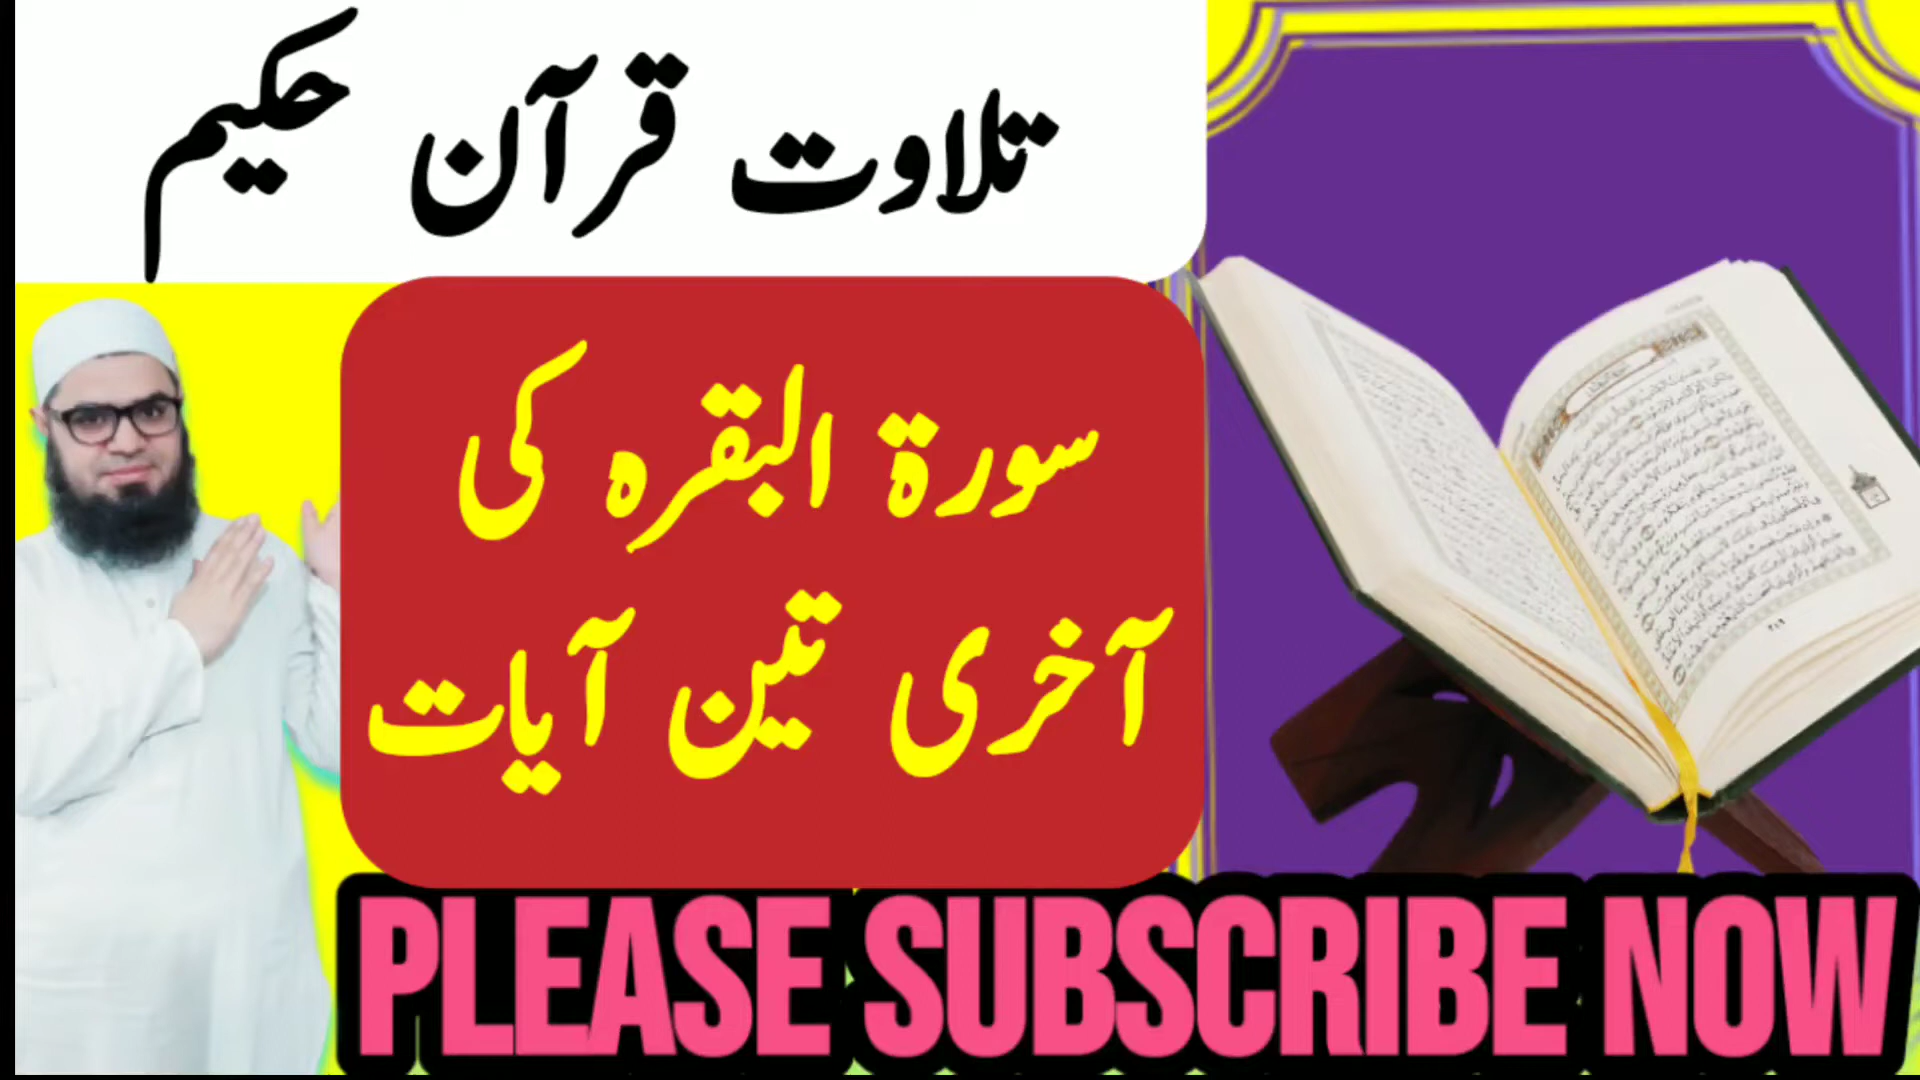 تلاوت قرآن حکیم
سورۃ البقرہ کی
آخری تین آیات
PLEASE SUBSCRIBE NOW